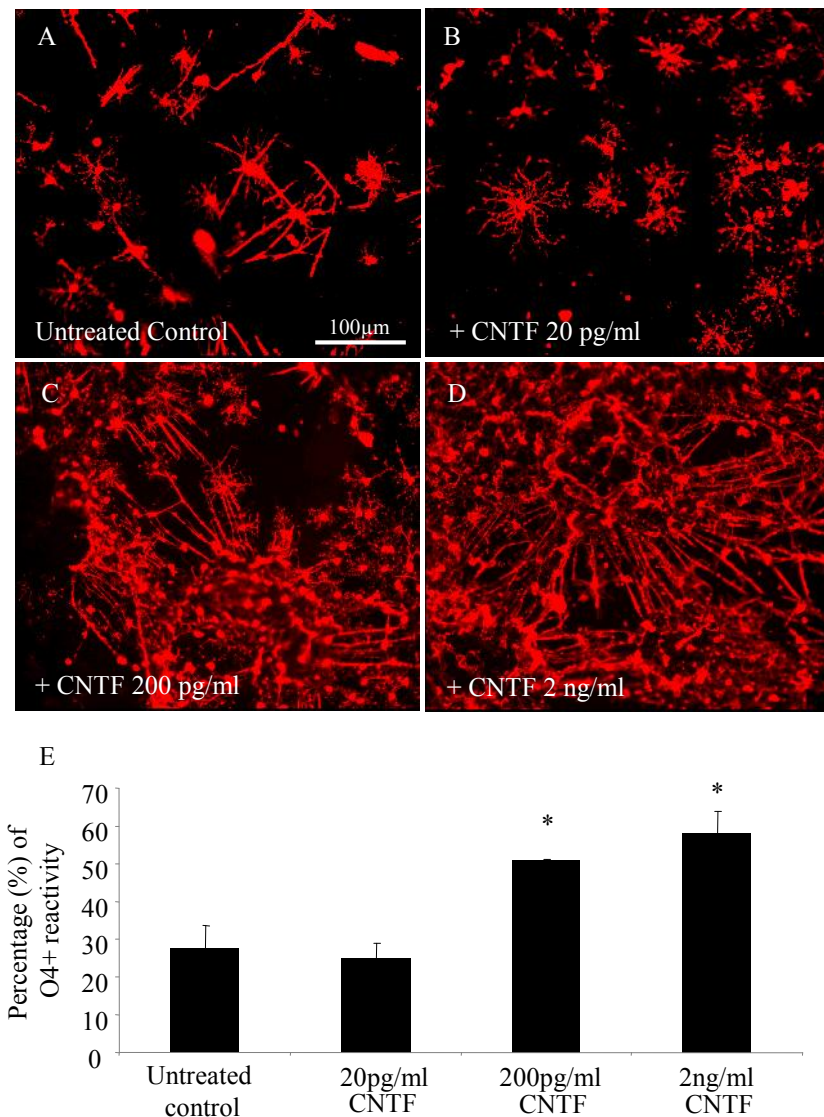 A
Untreated Control
100µm
B
+ CNTF 20 pg/ml
C
+ CNTF 200 pg/ml
D
+ CNTF 2 ng/ml
E
Percentage (%) of
O4+ reactivity
70
60
50
40
30
20
10
0
*
*
Untreated
control
20pg/ml
CNTF
200pg/ml
CNTF
2ng/ml
CNTF